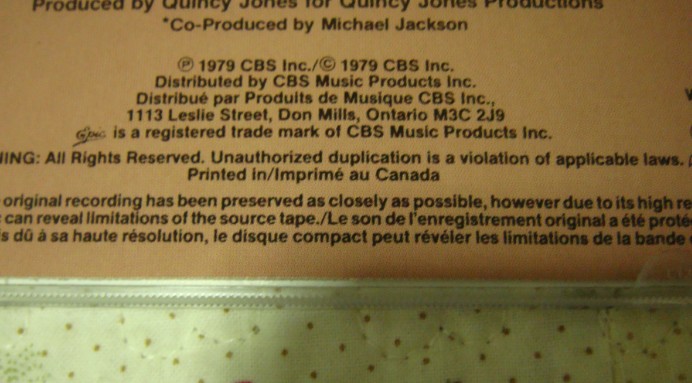 Produced by Quincy Jones for Quincy Jones Productions
*Co-Produced by Michael Jackson
℗ 1979 CBS Inc./© 1979 CBS Inc.
Distributed by CBS Music Products Inc.
Distribué par Produits de Musique CBS Inc.,
1113 Leslie Street, Don Mills, Ontario M3C 2J9
Epic is a registered trade mark of CBS Music Products Inc.
NING: All Rights Reserved. Unauthorized duplication is a violation of applicable laws.
Printed in/Imprimé au Canada
original recording has been preserved as closely as possible, however due to its high re
can reveal limitations of the source tape./Le son de l'enregistrement original a été proté
is dû à sa haute résolution, le disque compact peut révéler les limitations de la bande